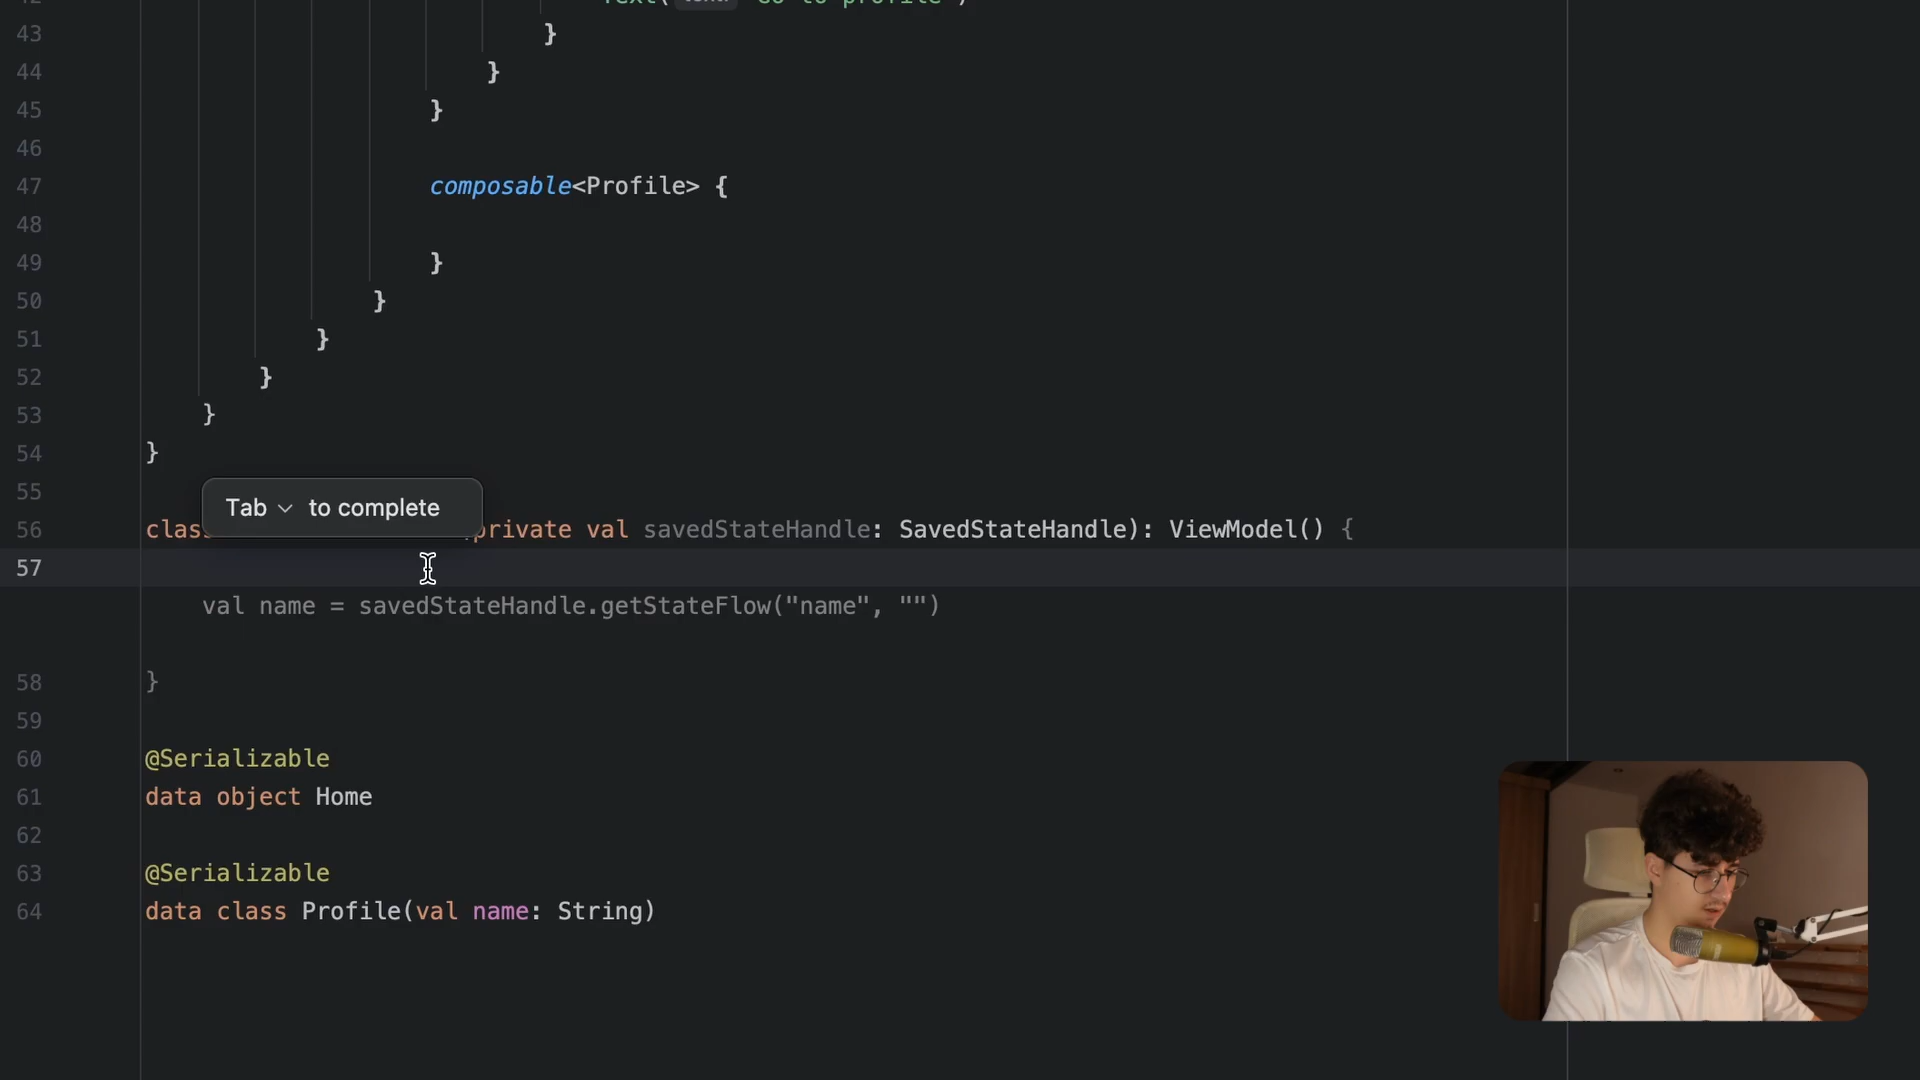 43 }
44 }
45 }
46
47 composable<Profile> {
48
49 }
50 }
51 }
52 }
53 }
54 }
55
Tab to complete
56 private val savedStateHandle: SavedStateHandle): ViewModel() {
57
val name = savedStateHandle.getStateFlow("name", "")
58 }
59
60 @Serializable
61 data object Home
62
63 @Serializable
64 data class Profile(val name: String)